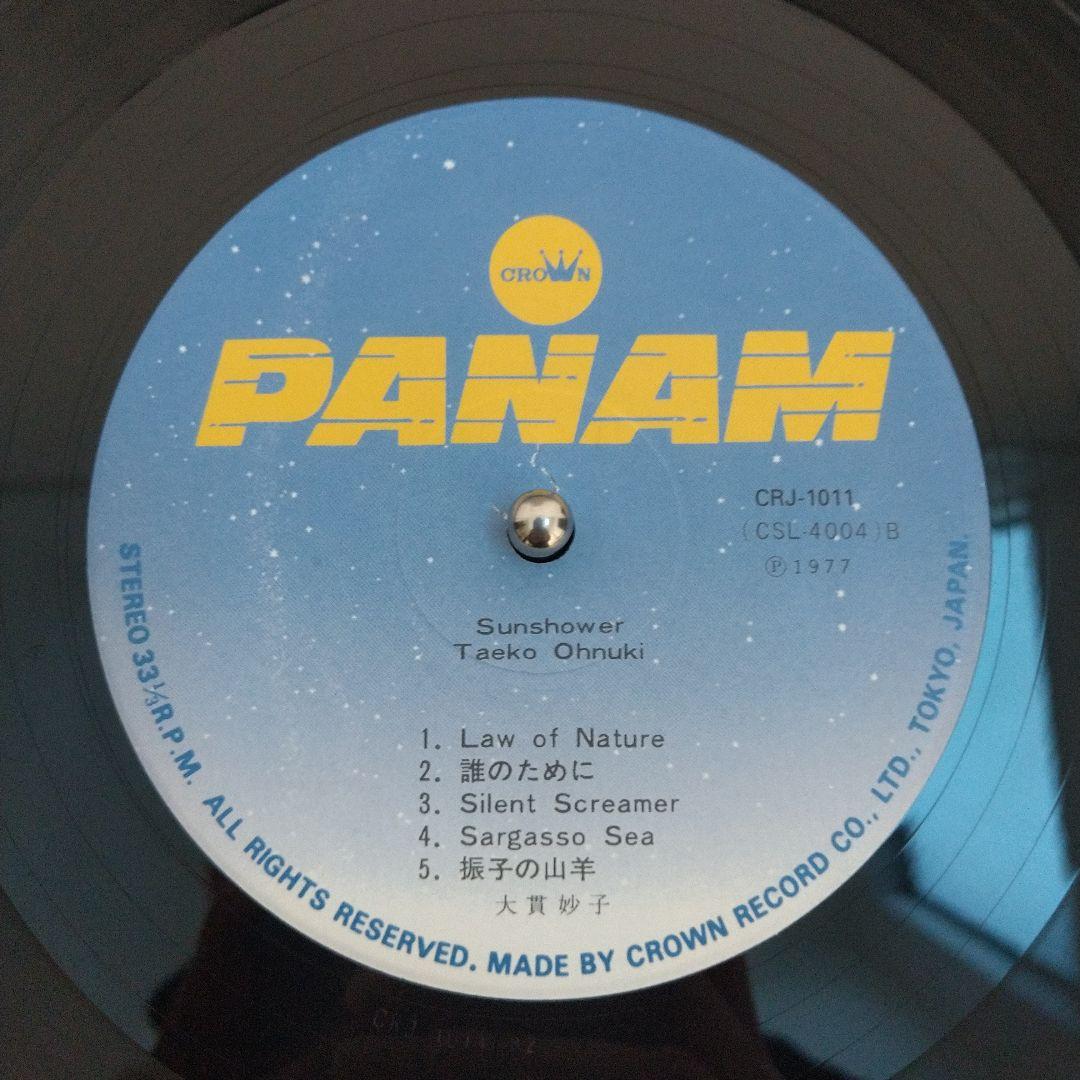 CROWN
PANAM
CRJ-1011
(CSL-4004)B
Ⓟ1977
Sunshower
Taeko Ohnuki
1. Law of Nature
2. 誰のために
3. Silent Screamer
4. Sargasso Sea
5. 振子の山羊
大貫妙子
STEREO 33⅓R.P.M. ALL RIGHTS RESERVED. MADE BY CROWN RECORD CO., LTD., TOKYO, JAPAN.